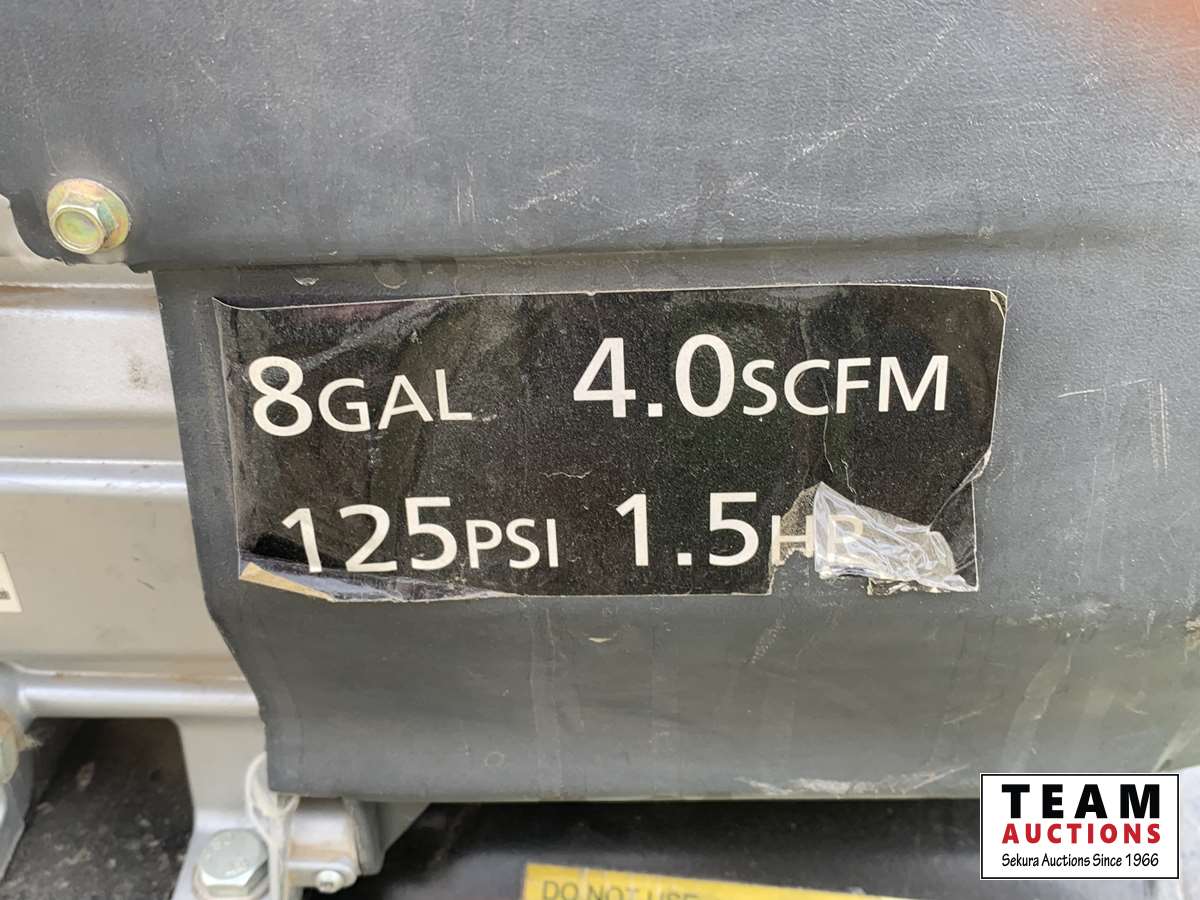 8GAL 4.0SCFM
125PSI 1.5HP
DO NOT USE
TEAM
AUCTIONS
Sekura Auctions Since 1966